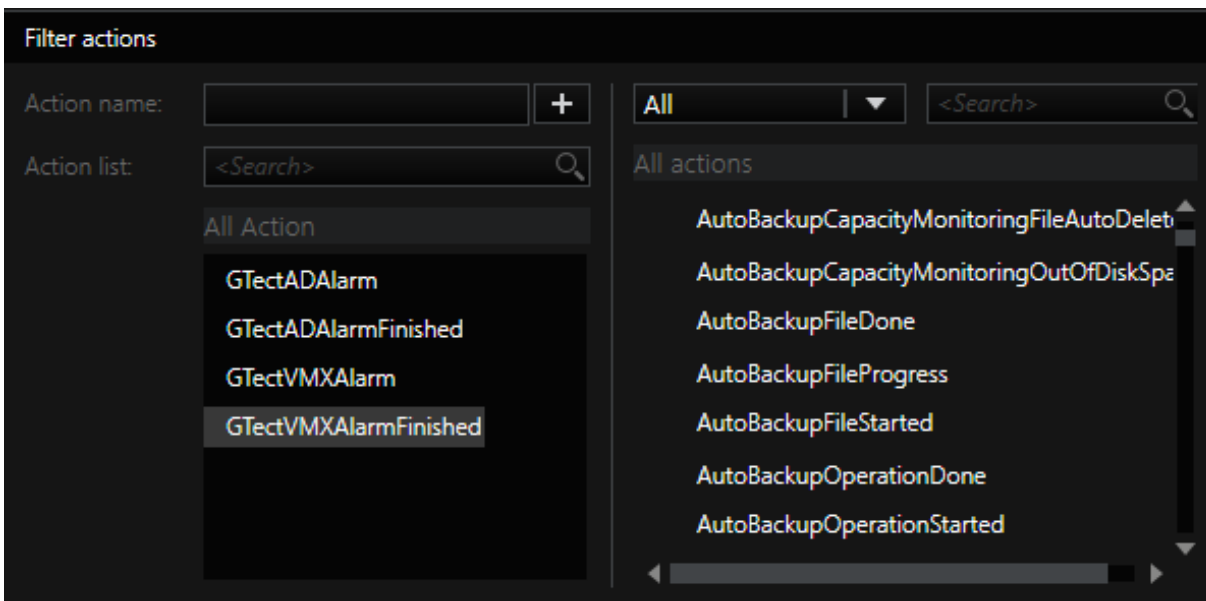 Filter actions
Action name:
+
Action list:
<Search>
All Action
GTectADAlarm
GTectADAlarmFinished
GTectVMXAlarm
GTectVMXAlarmFinished
All
<Search>
All actions
AutoBackupCapacityMonitoringFileAutoDelet
AutoBackupCapacityMonitoringOutOfDiskSpa
AutoBackupFileDone
AutoBackupFileProgress
AutoBackupFileStarted
AutoBackupOperationDone
AutoBackupOperationStarted